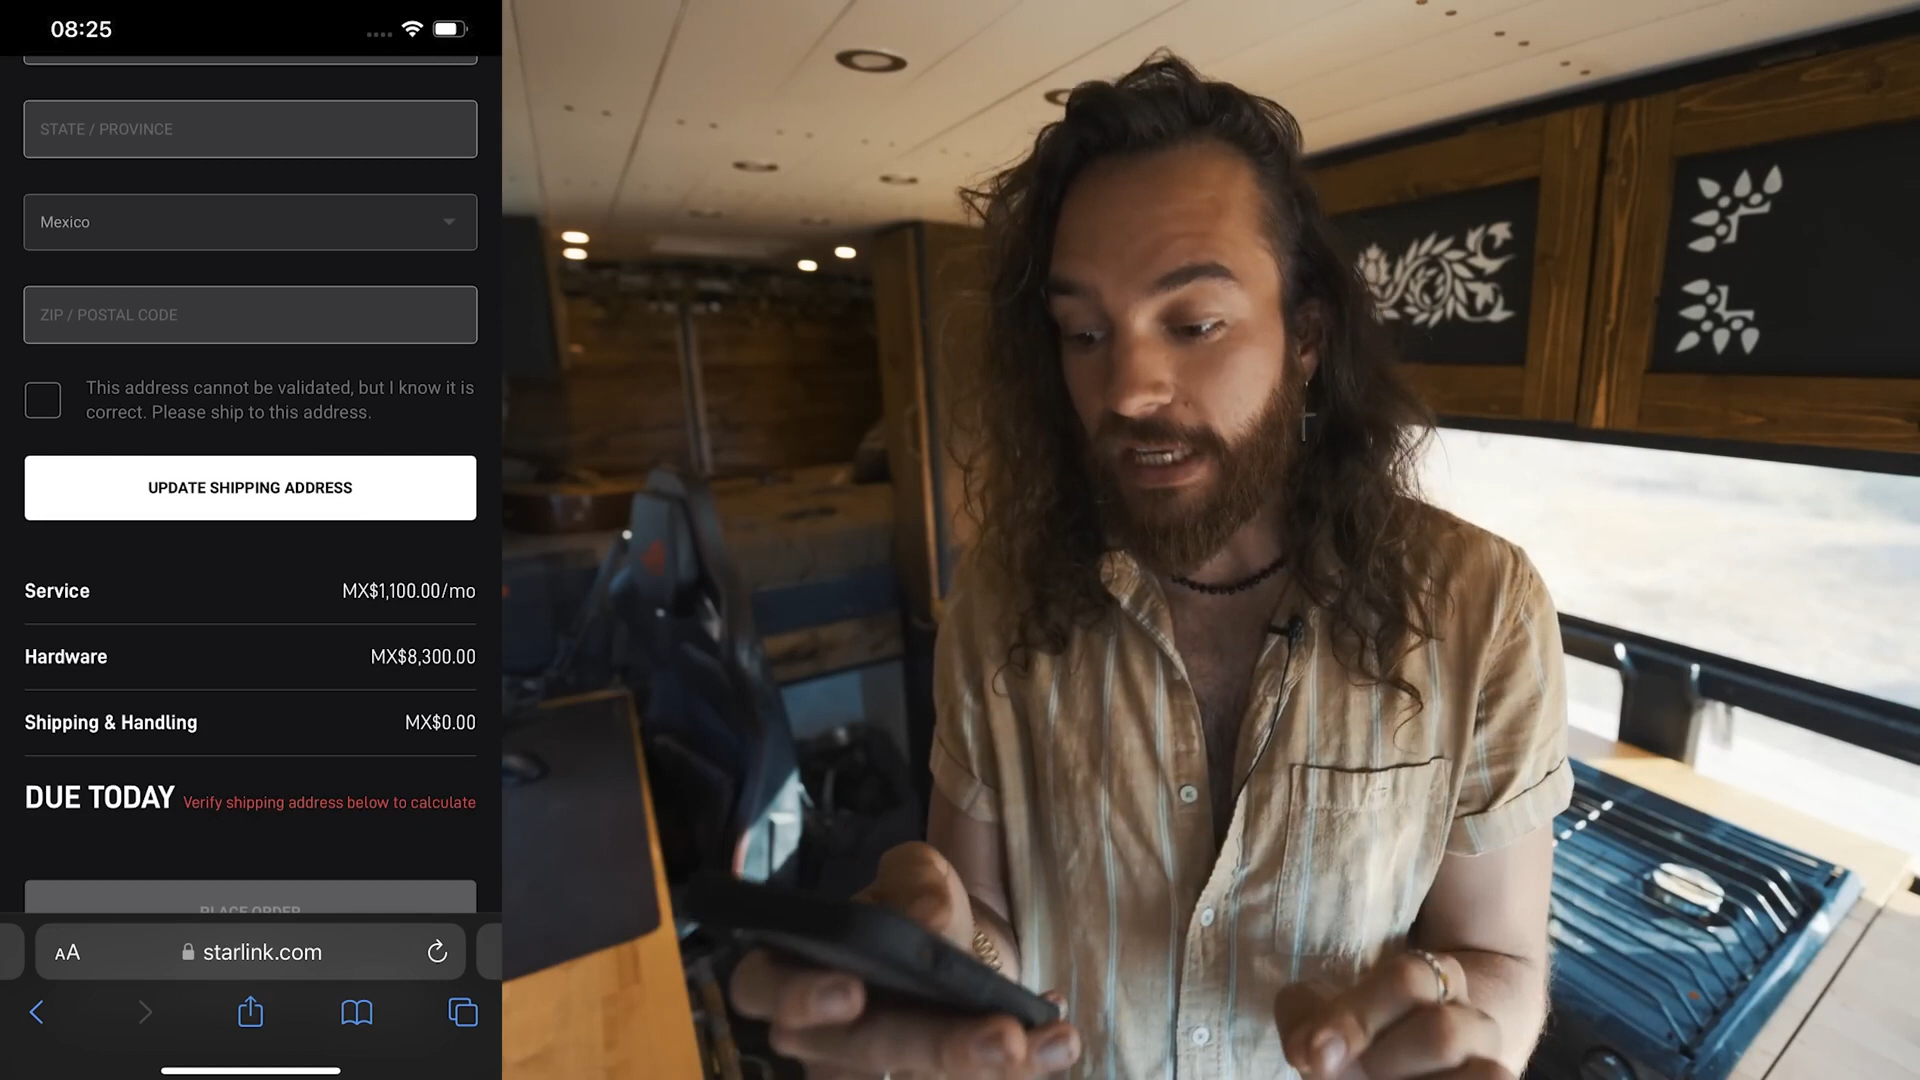 08:25
STATE / PROVINCE
Mexico
ZIP / POSTAL CODE
This address cannot be validated, but I know it is
correct. Please ship to this address.
UPDATE SHIPPING ADDRESS
Service MX$1,100.00/mo
Hardware MX$8,300.00
Shipping & Handling MX$0.00
DUE TODAY Verify shipping address below to calculate
PLACE ORDER
AA starlink.com